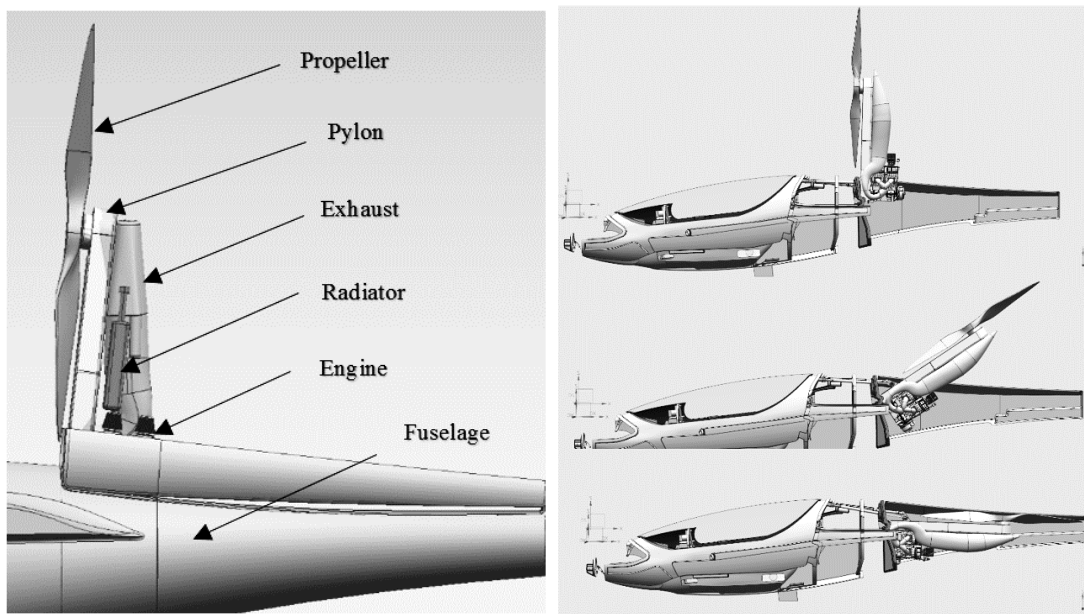 Propeller
Pylon
Exhaust
Radiator
Engine
Fuselage